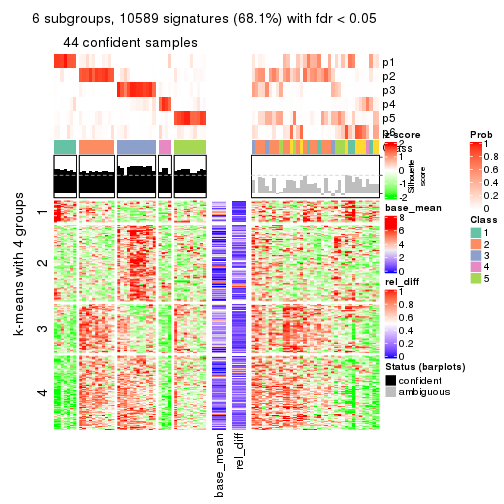 6 subgroups, 10589 signatures (68.1%) with fdr < 0.05
44 confident samples
p1
p2
p3
p4
p5
p6
Class
Silhouette
score
k-means with 4 groups
1
2
3
4
base_mean
rel_diff
z-score
2
1
0
-1
-2
base_mean
8
6
4
2
0
rel_diff
1
0.8
0.6
0.4
0.2
0
Status (barplots)
confident
ambiguous
Prob
1
0.8
0.6
0.4
0.2
0
Class
1
2
3
4
5